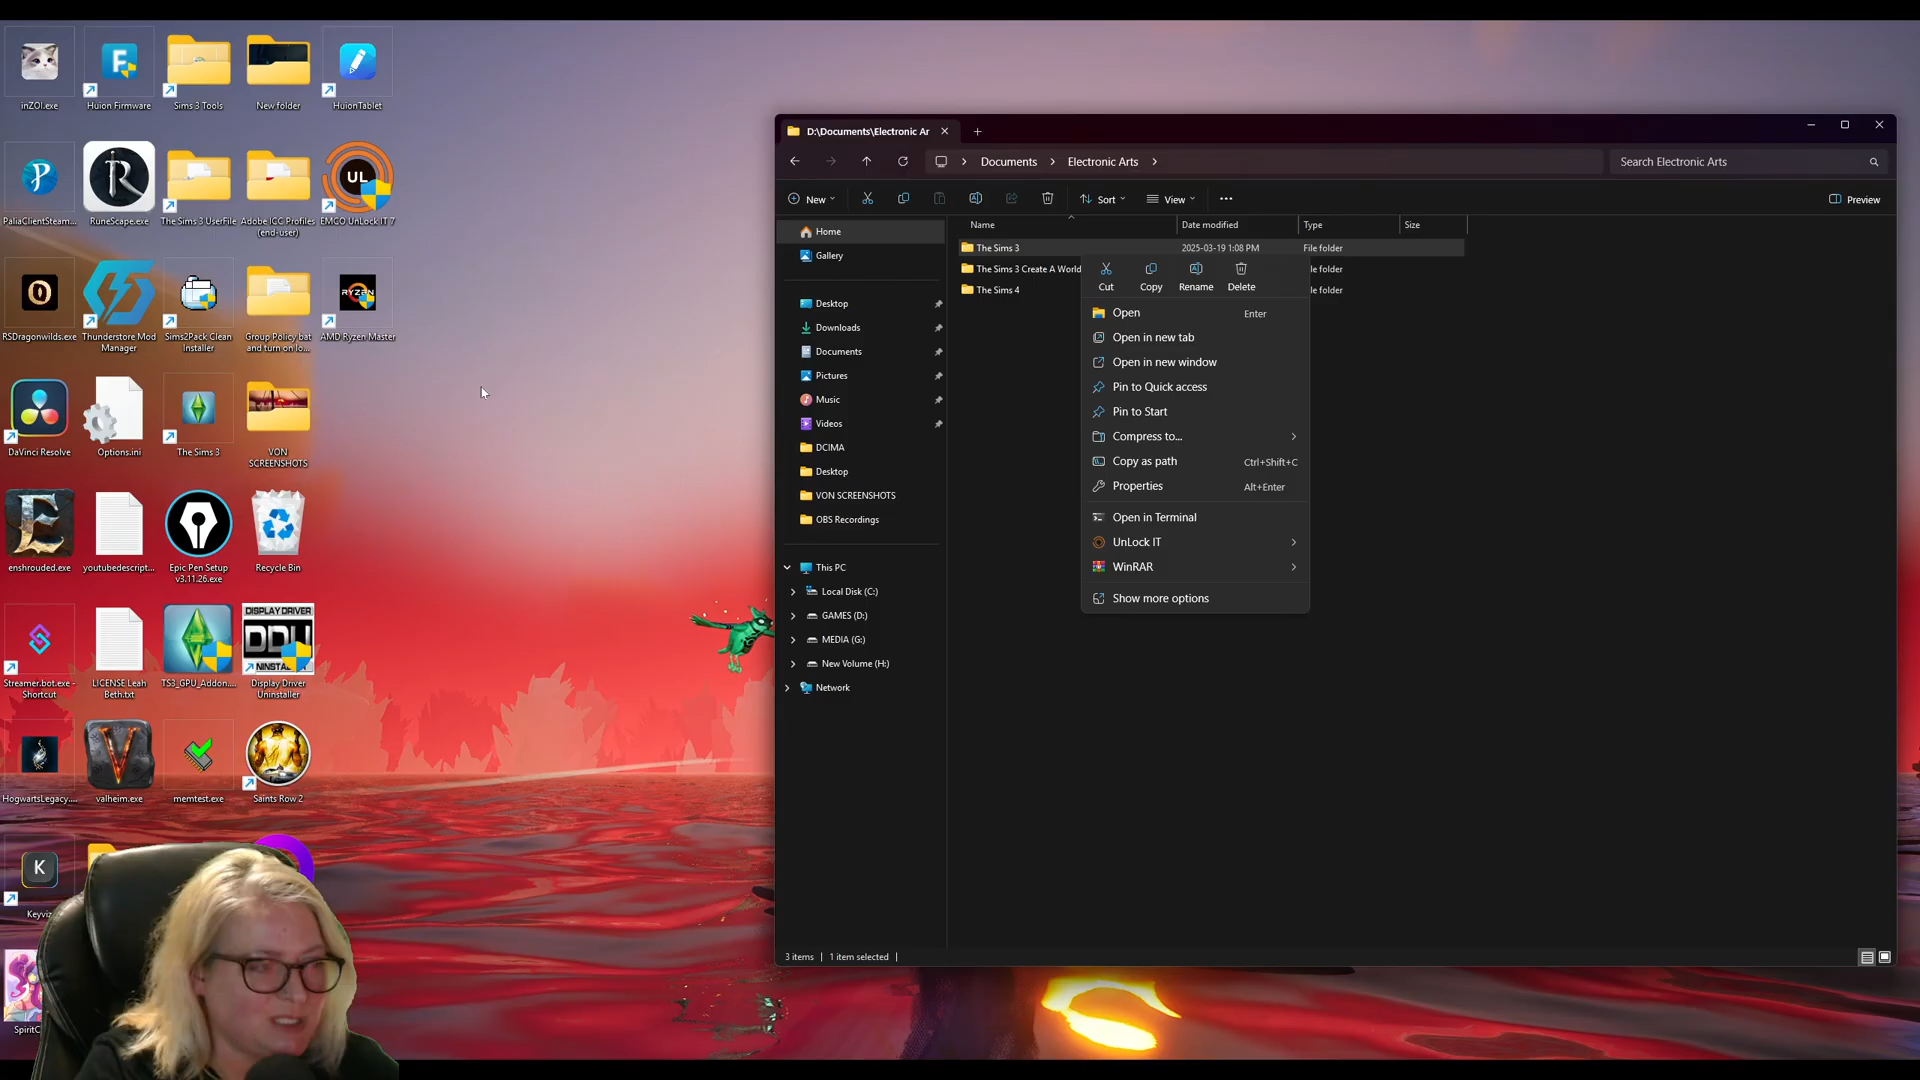 inZOI.exe
Huion Firmware
Sims 3 Tools
New folder
HuionTablet
PaliaClientSteam...
RuneScape.exe
The Sims 3 UserFile
Adobe ICC Profiles
(end-user)
UL
EMCO UnLock IT 7
RSDragonwilds.exe
Thunderstore Mod
Manager
Sims2Pack Clean
Installer
Group Policy bat
and turn on lo...
RYZEN
AMD Ryzen Master
DaVinci Resolve
Options.ini
The Sims 3
VON
SCREENSHOTS
enshrouded.exe
youtubedescript...
Epic Pen Setup
v3.11.26.exe
Recycle Bin
Streamer.bot.exe -
Shortcut
LICENSE Leah
Beth.txt
TS3_GPU_Addon....
DISPLAY DRIVER
DDU
Display Driver
Uninstaller
HogwartsLegacy....
valheim.exe
memtest.exe
Saints Row 2
K
D:\Documents\Electronic Ar
Documents
Electronic Arts
Search Electronic Arts
New
Sort
View
Preview
Home
Gallery
Desktop
Downloads
Documents
Pictures
Music
Videos
DCIMA
Desktop
VON SCREENSHOTS
OBS Recordings
This PC
Local Disk (C:)
GAMES (D:)
MEDIA (G:)
New Volume (H:)
Network
Name
Date modified
Type
Size
The Sims 3
2025-03-19 1:08 PM
File folder
The Sims 3 Create A World
le folder
The Sims 4
le folder
Cut
Copy
Rename
Delete
Open
Enter
Open in new tab
Open in new window
Pin to Quick access
Pin to Start
Compress to...
Copy as path
Ctrl+Shift+C
Properties
Alt+Enter
Open in Terminal
UnLock IT
WinRAR
Show more options
3 items
1 item selected